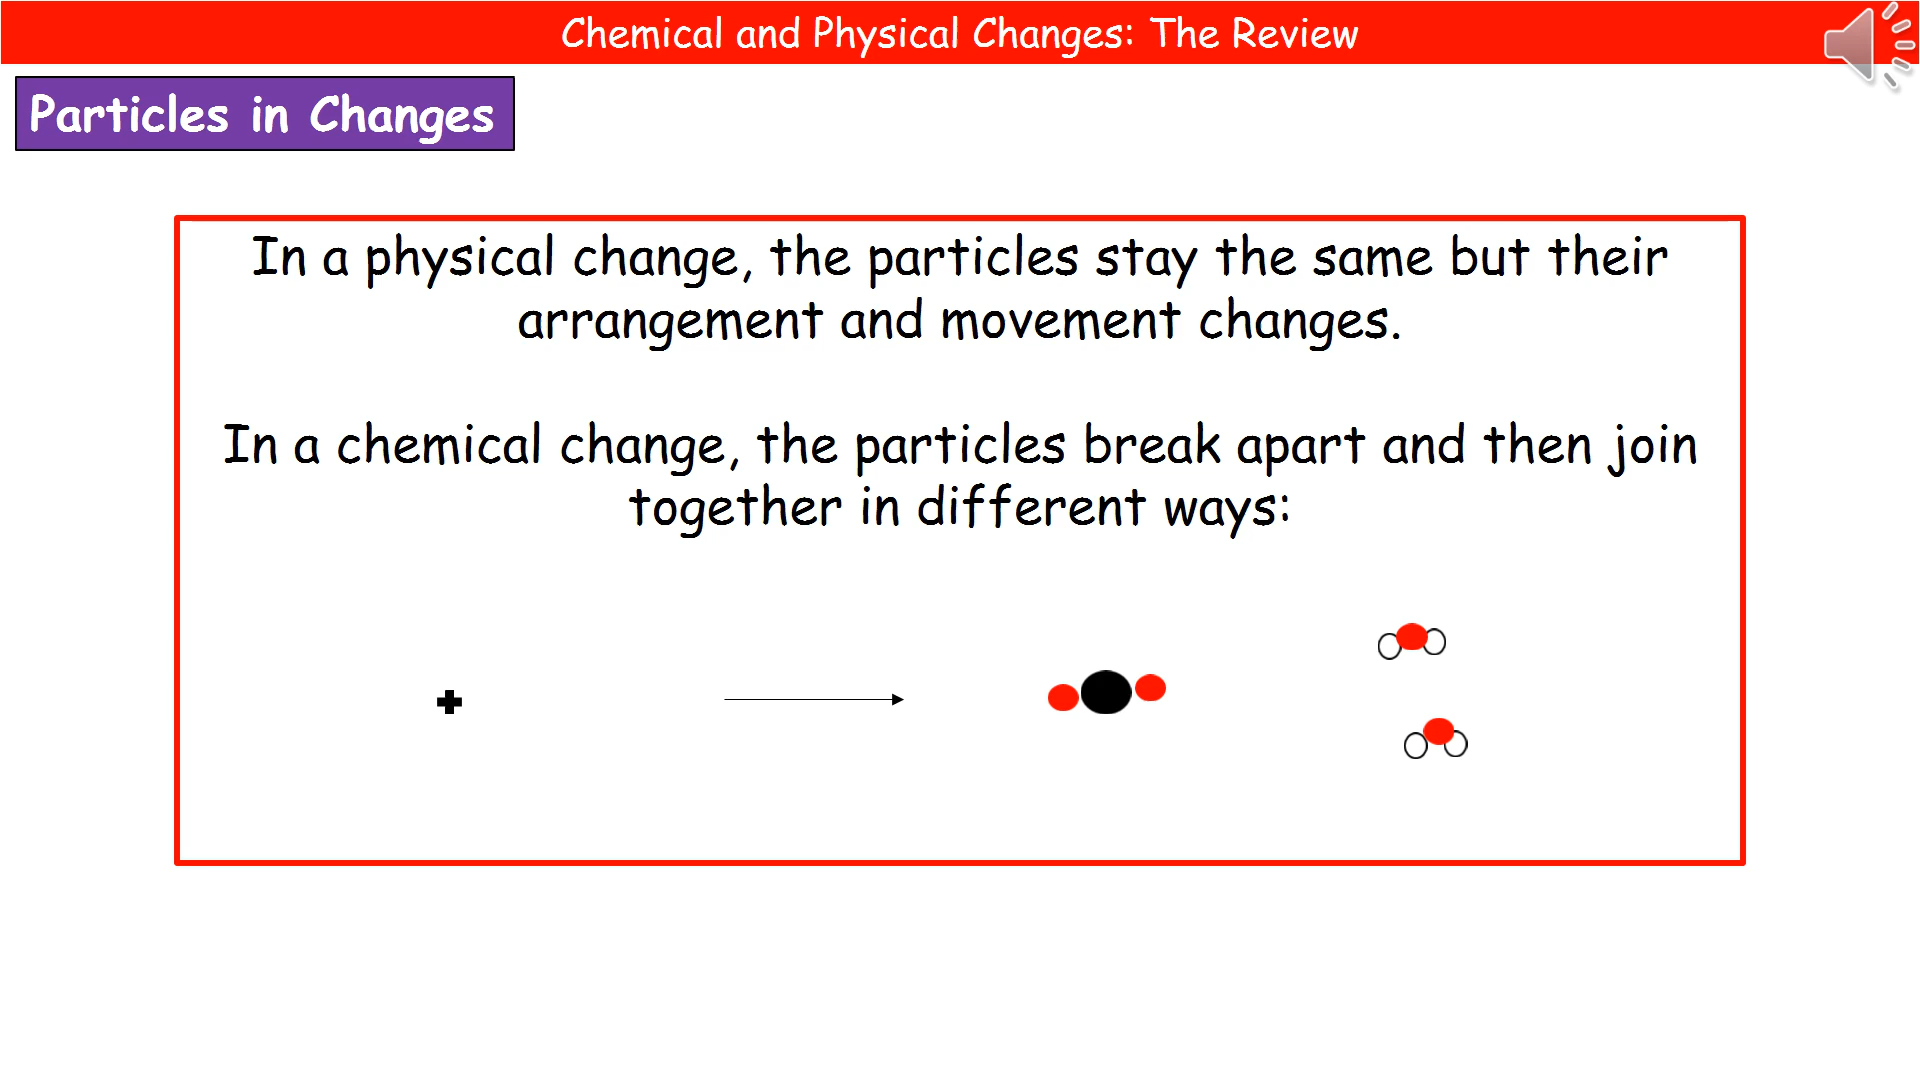 Chemical and Physical Changes: The Review
Particles in Changes
In a physical change, the particles stay the same but their
arrangement and movement changes.
In a chemical change, the particles break apart and then join
together in different ways: